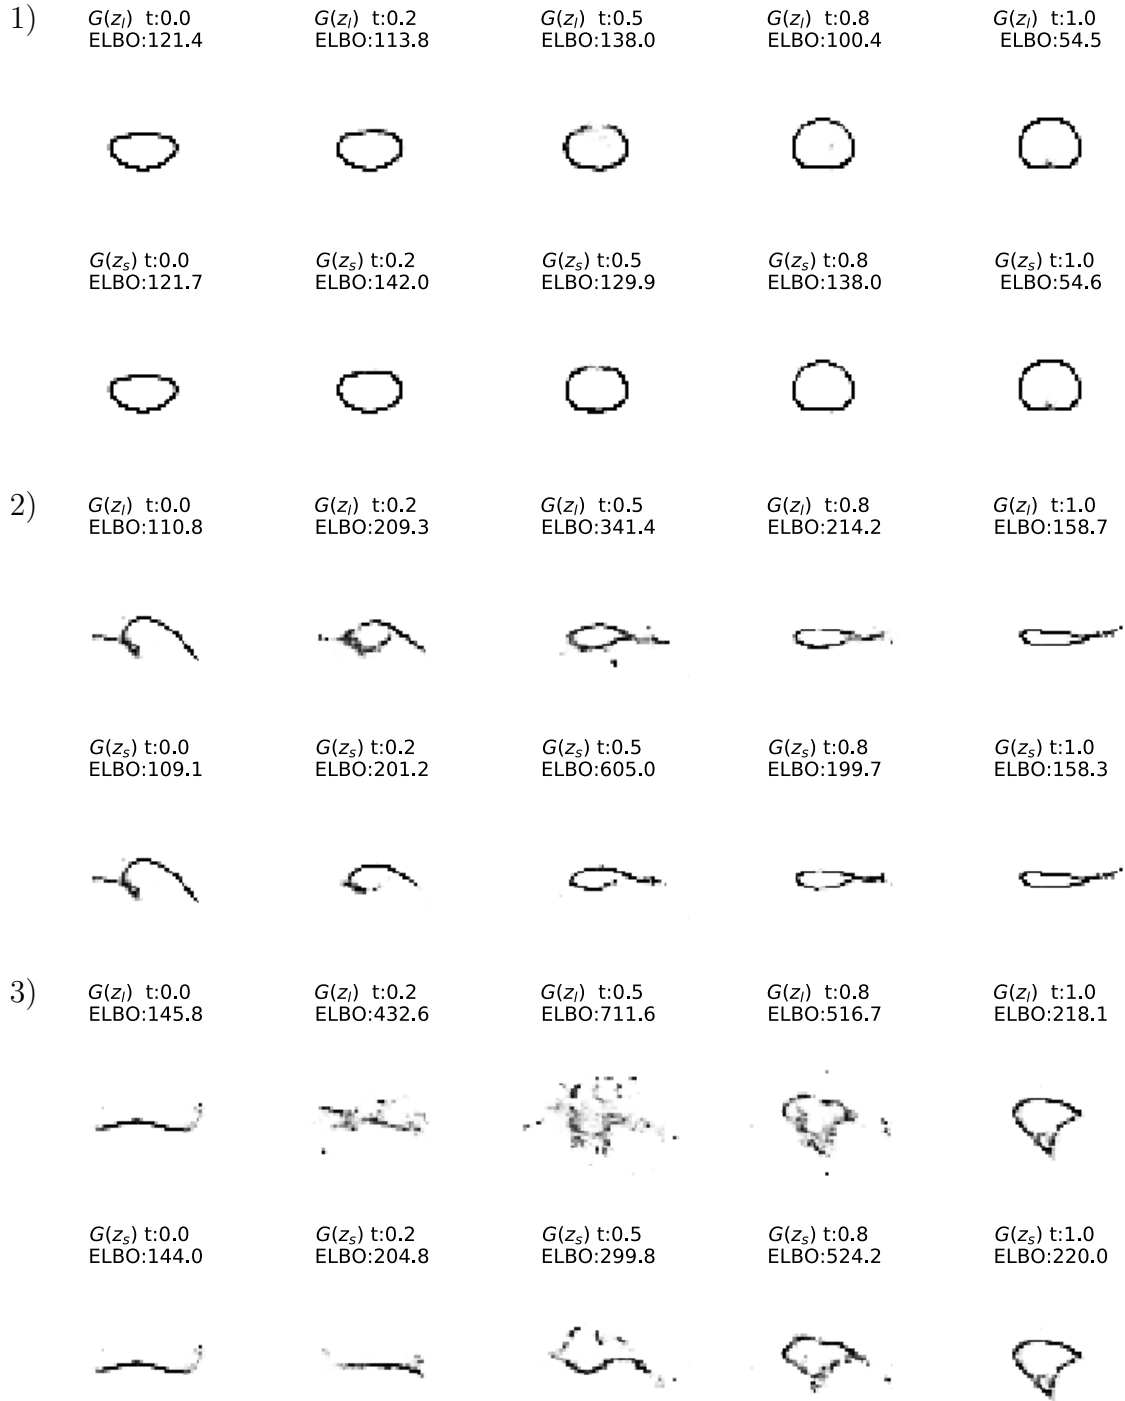 1)
G(z_l) t:0.0 G(z_l) t:0.2 G(z_l) t:0.5 G(z_l) t:0.8 G(z_l) t:1.0
ELBO:121.4 ELBO:113.8 ELBO:138.0 ELBO:100.4 ELBO:54.5
G(z_s) t:0.0 G(z_s) t:0.2 G(z_s) t:0.5 G(z_s) t:0.8 G(z_s) t:1.0
ELBO:121.7 ELBO:142.0 ELBO:129.9 ELBO:138.0 ELBO:54.6
2)
G(z_l) t:0.0 G(z_l) t:0.2 G(z_l) t:0.5 G(z_l) t:0.8 G(z_l) t:1.0
ELBO:110.8 ELBO:209.3 ELBO:341.4 ELBO:214.2 ELBO:158.7
G(z_s) t:0.0 G(z_s) t:0.2 G(z_s) t:0.5 G(z_s) t:0.8 G(z_s) t:1.0
ELBO:109.1 ELBO:201.2 ELBO:605.0 ELBO:199.7 ELBO:158.3
3)
G(z_l) t:0.0 G(z_l) t:0.2 G(z_l) t:0.5 G(z_l) t:0.8 G(z_l) t:1.0
ELBO:145.8 ELBO:432.6 ELBO:711.6 ELBO:516.7 ELBO:218.1
G(z_s) t:0.0 G(z_s) t:0.2 G(z_s) t:0.5 G(z_s) t:0.8 G(z_s) t:1.0
ELBO:144.0 ELBO:204.8 ELBO:299.8 ELBO:524.2 ELBO:220.0